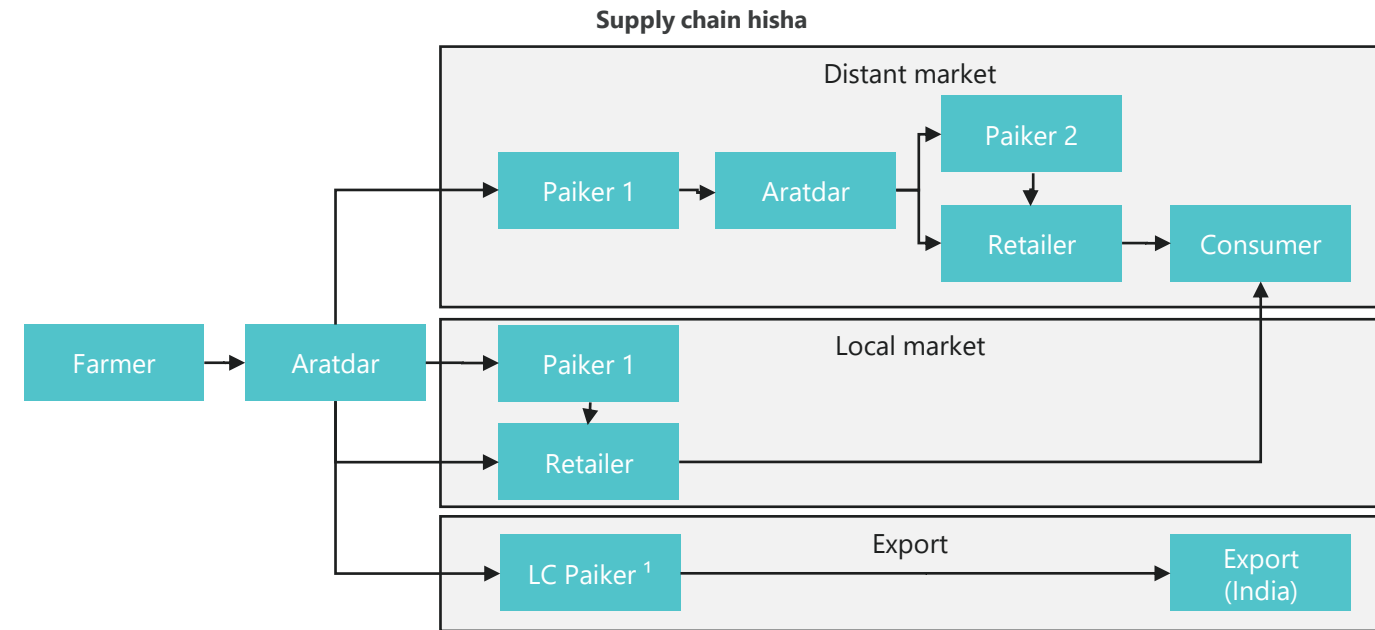 Supply chain hisha
Distant market
Paiker 2
Paiker 1
Aratdar
Retailer
Consumer
Farmer
Aratdar
Local market
Paiker 1
Retailer
Export
LC Paiker ¹
Export
(India)